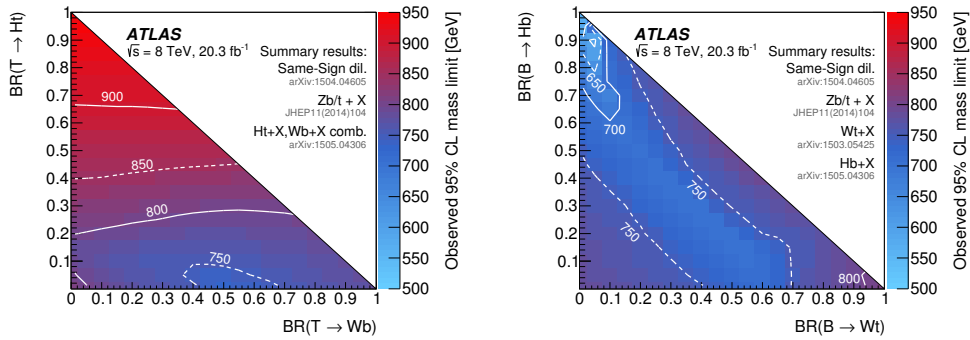 BR(T → Ht)
1
0.9
0.8
0.7
0.6
0.5
0.4
0.3
0.2
0.1
ATLAS
√s = 8 TeV, 20.3 fb-1
Summary results:
Same-Sign dil.
arXiv:1504.04605
Zb/t + X
JHEP11(2014)104
Ht+X,Wb+X comb.
arXiv:1505.04306
900
850
800
750
0 0.1 0.2 0.3 0.4 0.5 0.6 0.7 0.8 0.9 1
BR(T → Wb)
950
900
850
800
750
700
650
600
550
500
Observed 95% CL mass limit [GeV]
BR(B → Hb)
1
0.9
0.8
0.7
0.6
0.5
0.4
0.3
0.2
0.1
ATLAS
√s = 8 TeV, 20.3 fb-1
Summary results:
Same-Sign dil.
arXiv:1504.04605
Zb/t + X
JHEP11(2014)104
Wt+X
arXiv:1503.05425
Hb+X
arXiv:1505.04306
650
700
750
750
800
0 0.1 0.2 0.3 0.4 0.5 0.6 0.7 0.8 0.9 1
BR(B → Wt)
950
900
850
800
750
700
650
600
550
500
Observed 95% CL mass limit [GeV]